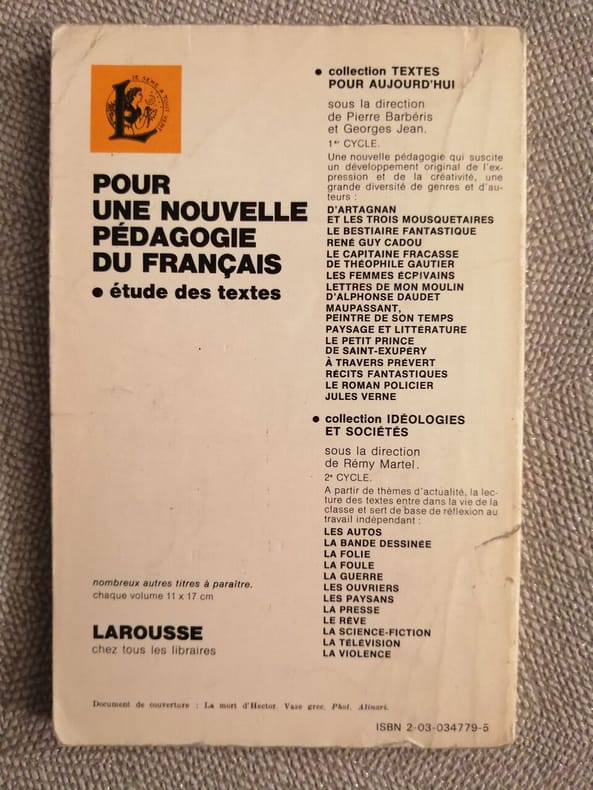 JE SEME A TOUT VENT
POUR
UNE NOUVELLE
PÉDAGOGIE
DU FRANÇAIS
• étude des textes
nombreux autres titres à paraître.
chaque volume 11 x 17 cm
LAROUSSE
chez tous les libraires
• collection TEXTES
POUR AUJOURD'HUI
sous la direction
de Pierre Barbéris
et Georges Jean.
1er CYCLE.
Une nouvelle pédagogie qui suscite
un développement original de l'ex-
pression et de la créativité, une
grande diversité de genres et d'au-
teurs :
D'ARTAGNAN
ET LES TROIS MOUSQUETAIRES
LE BESTIAIRE FANTASTIQUE
RENÉ GUY CADOU
LE CAPITAINE FRACASSE
DE THÉOPHILE GAUTIER
LES FEMMES ÉCRIVAINS
LETTRES DE MON MOULIN
D'ALPHONSE DAUDET
MAUPASSANT,
PEINTRE DE SON TEMPS
PAYSAGE ET LITTÉRATURE
LE PETIT PRINCE
DE SAINT-EXUPÉRY
À TRAVERS PRÉVERT
RÉCITS FANTASTIQUES
LE ROMAN POLICIER
JULES VERNE
• collection IDÉOLOGIES
ET SOCIÉTÉS
sous la direction
de Rémy Martel.
2e CYCLE.
A partir de thèmes d'actualité, la lec-
ture des textes entre dans la vie de la
classe et sert de base de réflexion au
travail indépendant :
LES AUTOS
LA BANDE DESSINÉE
LA FOLIE
LA FOULE
LA GUERRE
LES OUVRIERS
LES PAYSANS
LA PRESSE
LE RÊVE
LA SCIENCE-FICTION
LA TÉLÉVISION
LA VIOLENCE
Document de couverture : La mort d'Hector. Vase grec. Phot. Alinari.
ISBN 2-03-034779-5